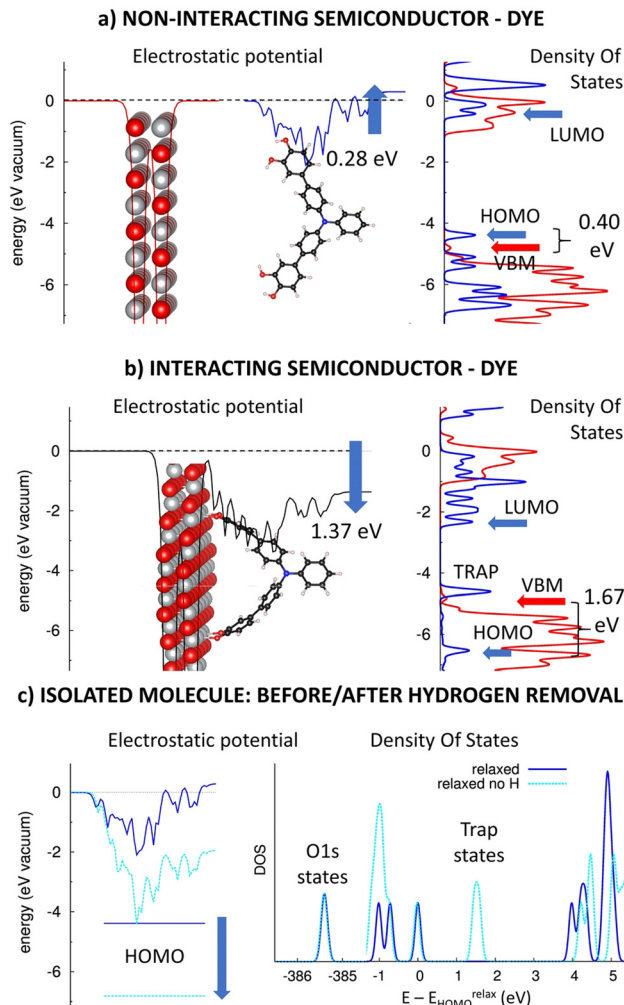 a) NON-INTERACTING SEMICONDUCTOR - DYE
Electrostatic potential
Density Of
States
energy (eV vacuum)
0
-2
-4
-6
0.28 eV
LUMO
HOMO
0.40
eV
VBM
b) INTERACTING SEMICONDUCTOR - DYE
Electrostatic potential
Density Of
States
energy (eV vacuum)
0
-2
-4
-6
1.37 eV
LUMO
TRAP
VBM
1.67
eV
HOMO
c) ISOLATED MOLECULE: BEFORE/AFTER HYDROGEN REMOVAL
Electrostatic potential
Density Of States
energy (eV vacuum)
0
-2
-4
-6
HOMO
relaxed
relaxed no H
DOS
O1s
states
Trap
states
-386 -385 -1 0 1 2 3 4 5
E − E_HOMO^relax (eV)